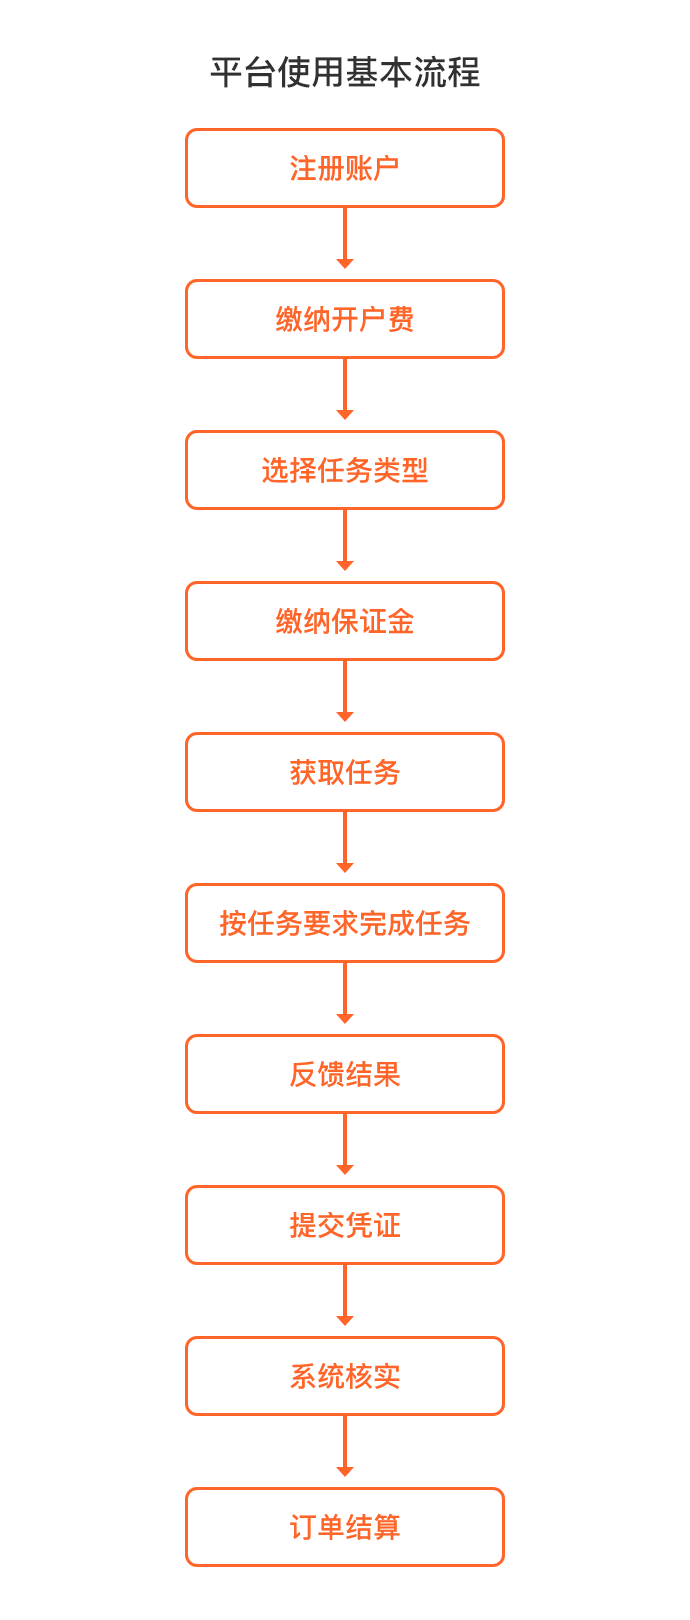 平台使用基本流程
注册账户
缴纳开户费
选择任务类型
缴纳保证金
获取任务
按任务要求完成任务
反馈结果
提交凭证
系统核实
订单结算